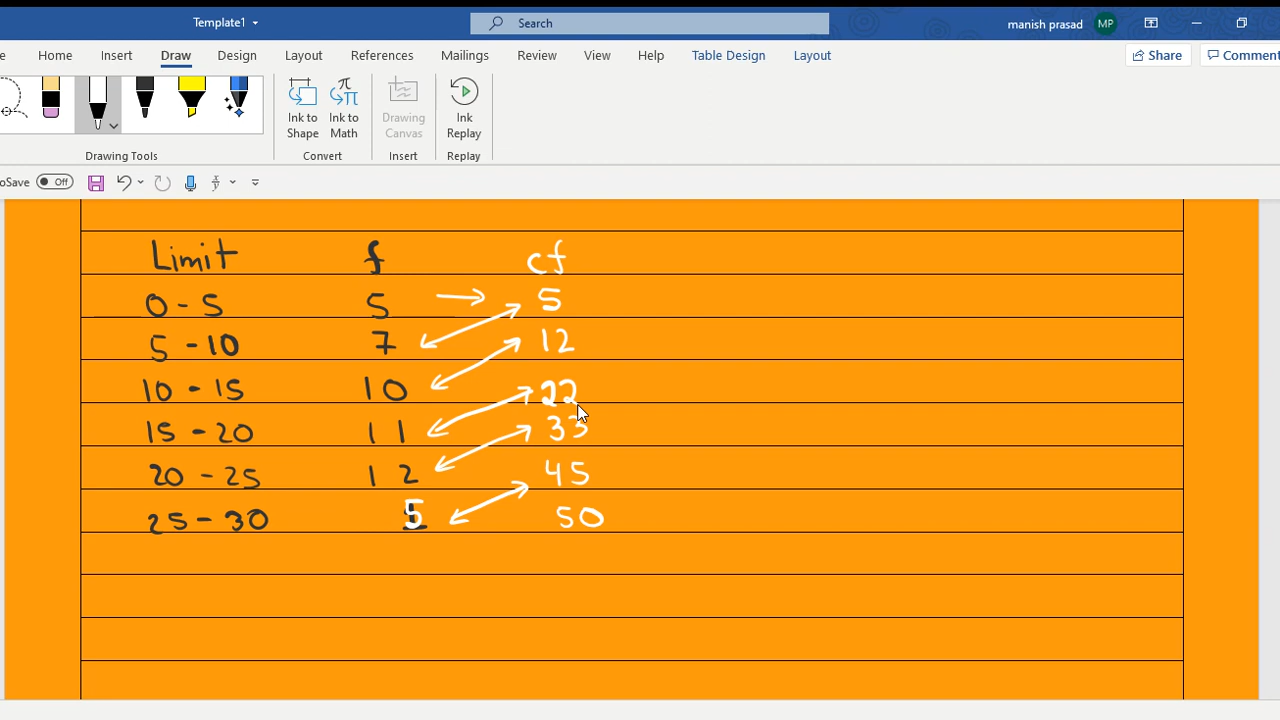 Template1
Search
manish prasad MP
Home Insert Draw Design Layout References Mailings Review View Help Table Design Layout
Share Comment
Ink to Shape
Ink to Math
Drawing Canvas
Ink Replay
Drawing Tools Convert Insert Replay
oSave Off
Limit f cf
0 - 5 5 5
5 - 10 7 12
10 - 15 10 22
15 - 20 11 33
20 - 25 12 45
25 - 30 5 50